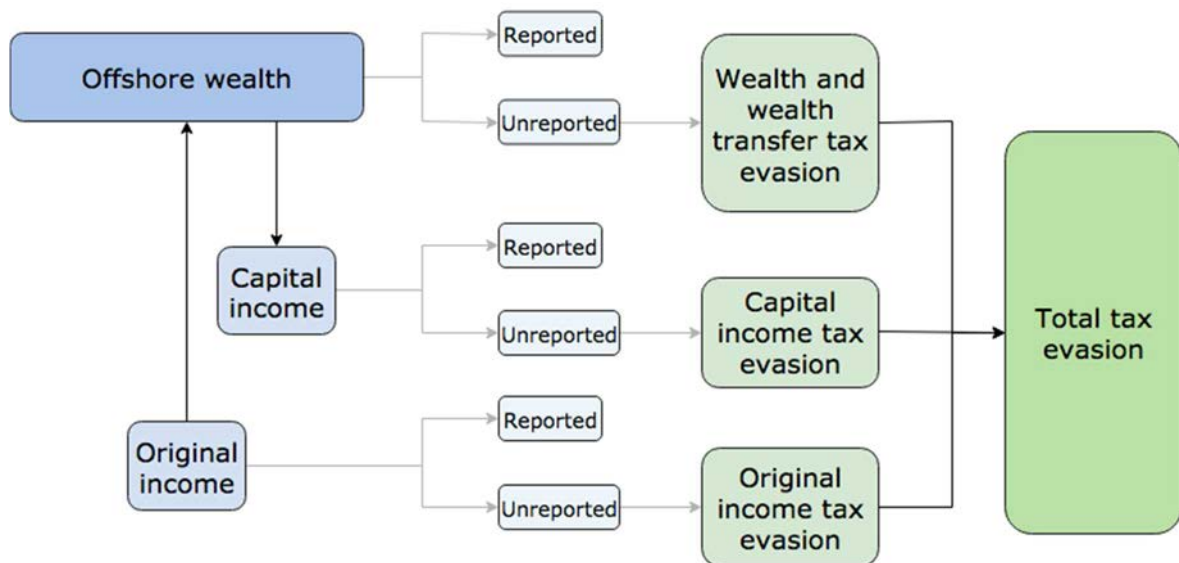 Offshore wealth
Reported
Unreported
Wealth and
wealth
transfer tax
evasion
Capital
income
Reported
Unreported
Capital
income tax
evasion
Total tax
evasion
Original
income
Reported
Unreported
Original
income tax
evasion